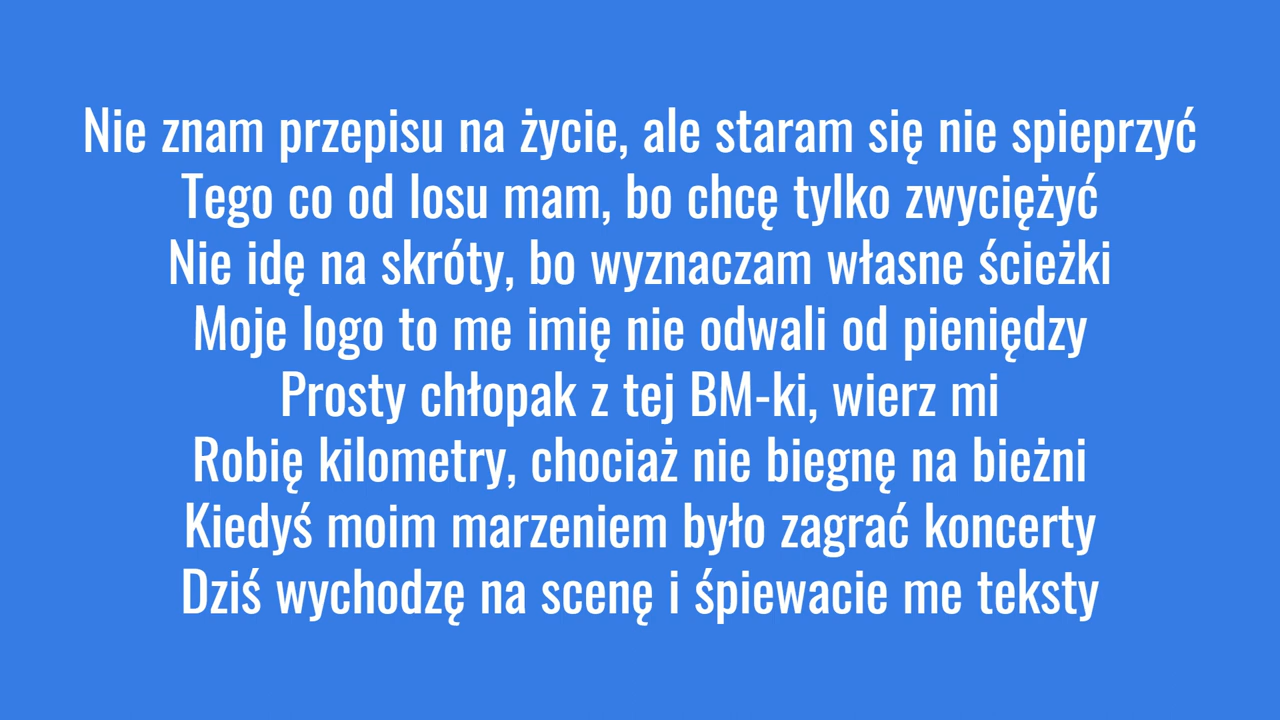 Nie znam przepisu na życie, ale staram się nie spieprzyć
Tego co od losu mam, bo chcę tylko zwyciężyć
Nie idę na skróty, bo wyznaczam własne ścieżki
Moje logo to me imię nie odwali od pieniędzy
Prosty chłopak z tej BM-ki, wierz mi
Robię kilometry, chociaż nie biegnę na bieżni
Kiedyś moim marzeniem było zagrać koncerty
Dziś wychodzę na scenę i śpiewacie me teksty